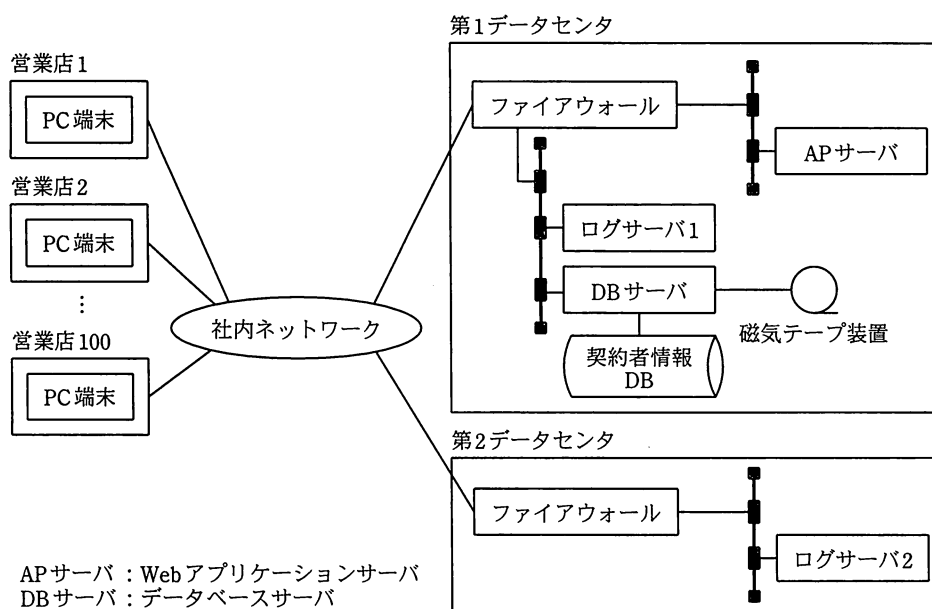 第1データセンタ
営業店1
PC端末
ファイアウォール
APサーバ
営業店2
PC端末
ログサーバ1
DBサーバ
磁気テープ装置
⋮
社内ネットワーク
営業店100
PC端末
契約者情報
DB
第2データセンタ
ファイアウォール
ログサーバ2
APサーバ：Webアプリケーションサーバ
DBサーバ：データベースサーバ